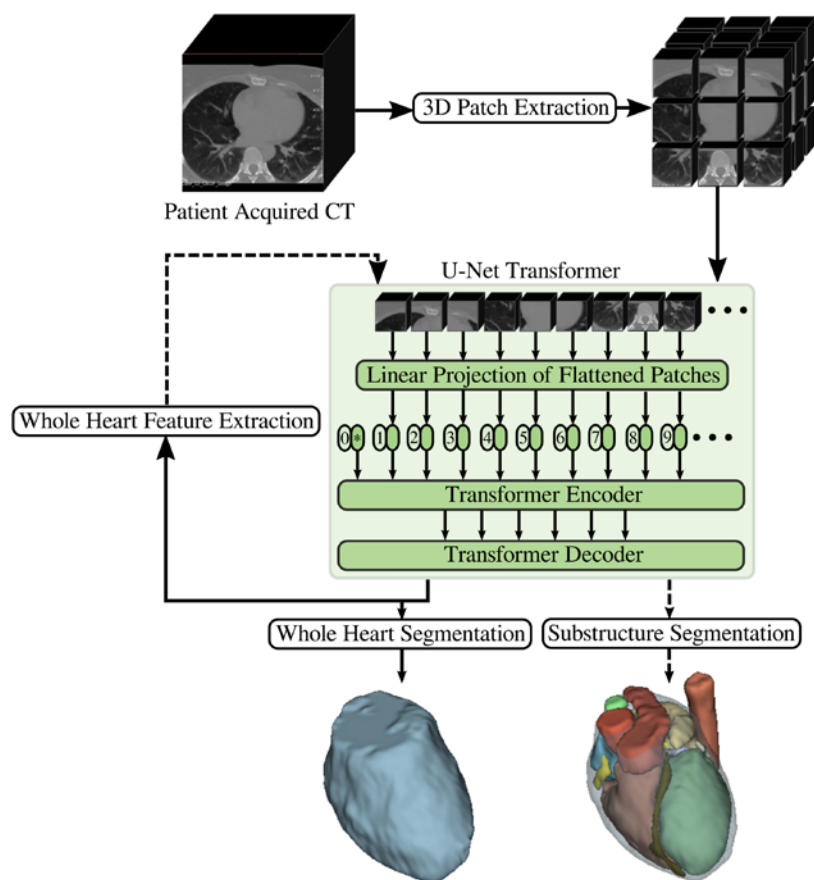 3D Patch Extraction
Patient Acquired CT
U-Net Transformer
Linear Projection of Flattened Patches
Whole Heart Feature Extraction
0 * 1 2 3 4 5 6 7 8 9
Transformer Encoder
Transformer Decoder
Whole Heart Segmentation
Substructure Segmentation